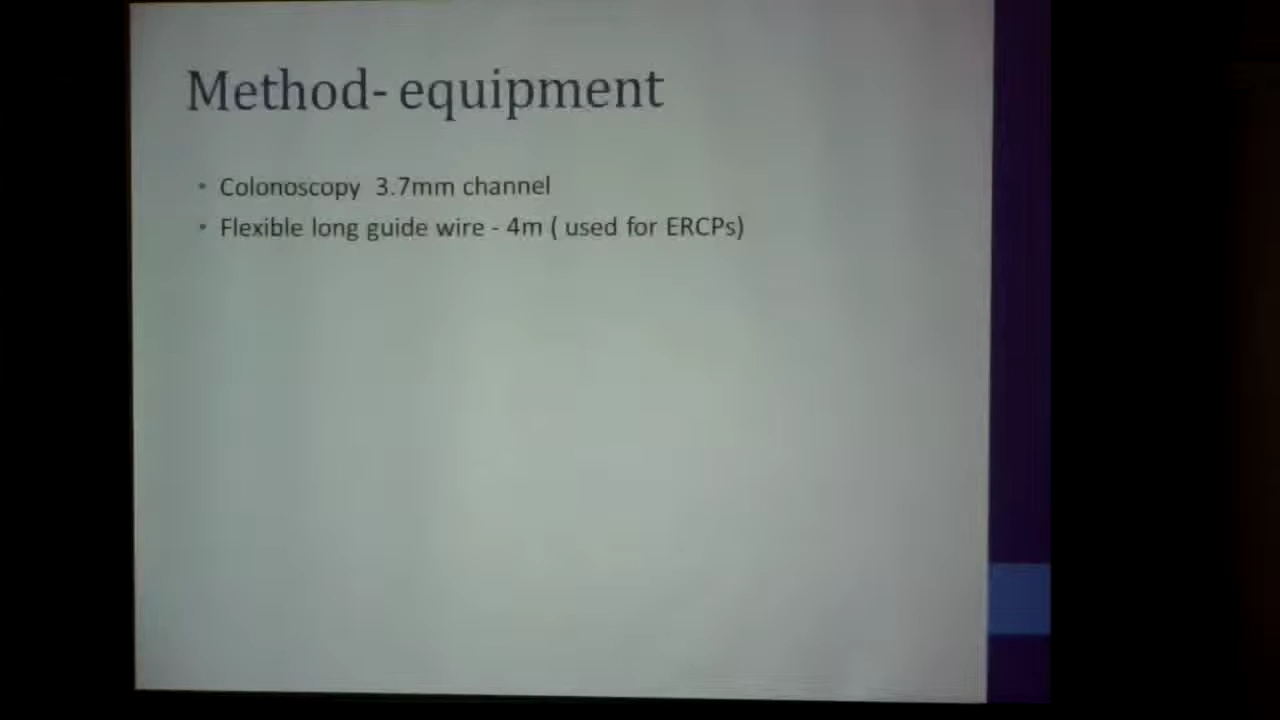 Method- equipment
• Colonoscopy 3.7mm channel
• Flexible long guide wire - 4m ( used for ERCPs)